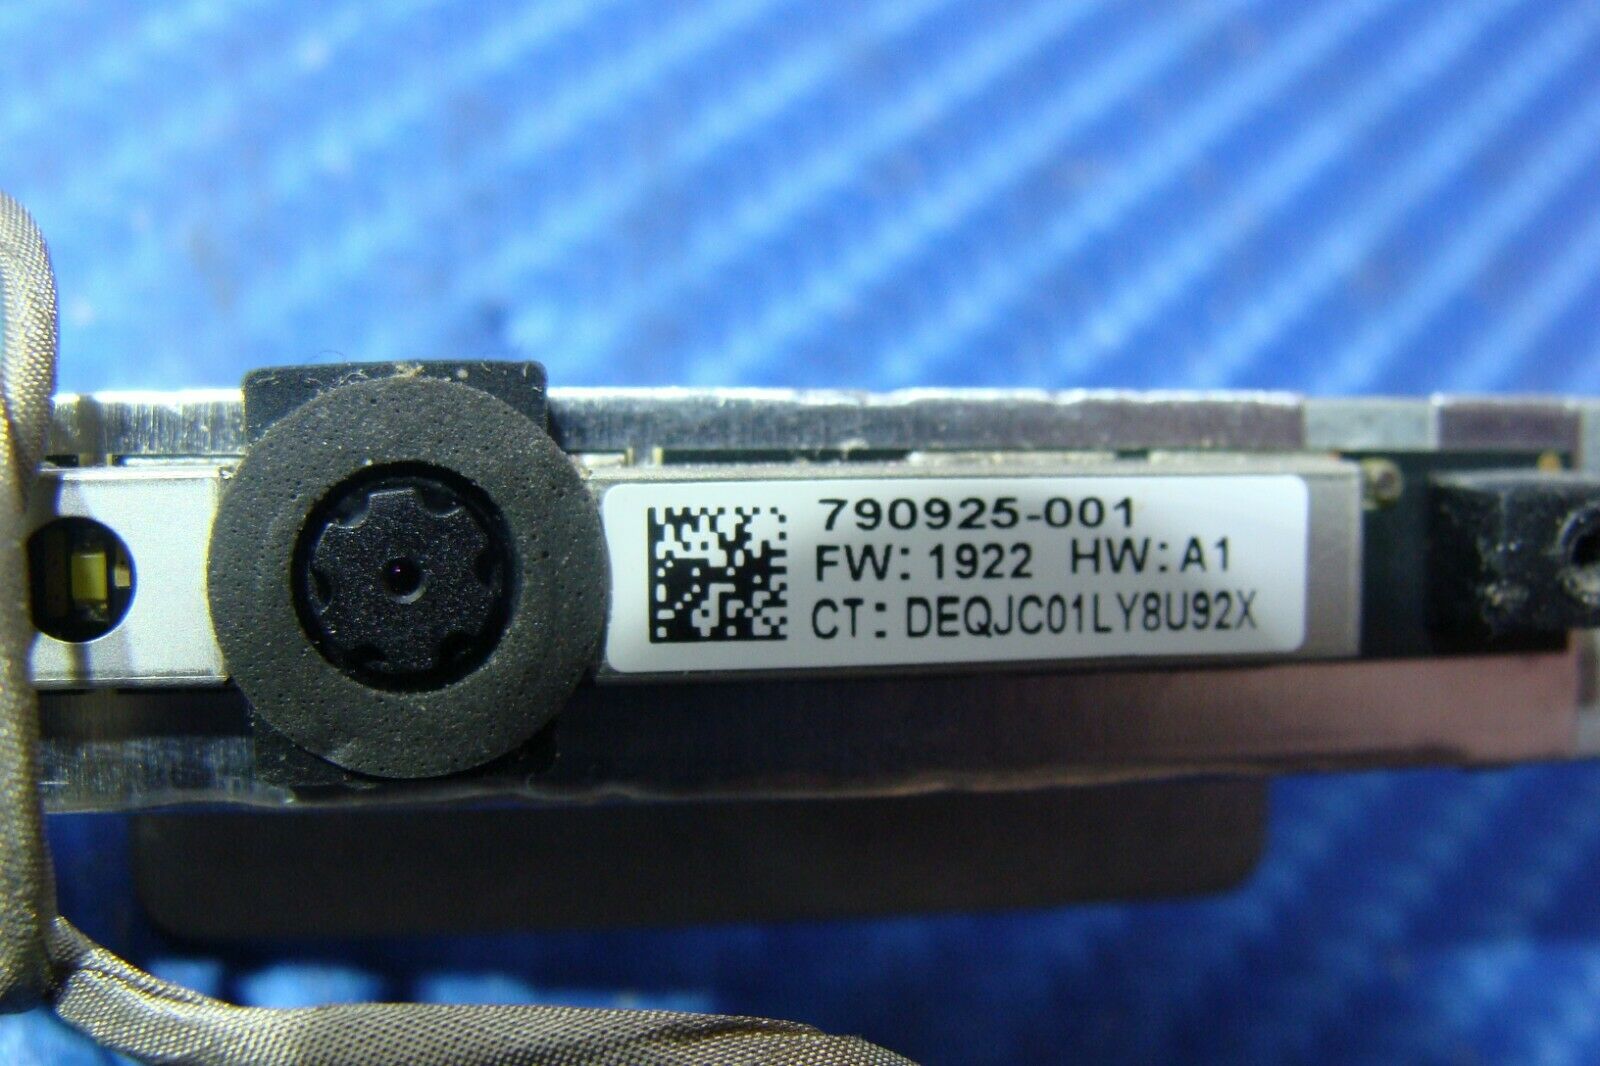 790925-001
FW: 1922 HW: A1
CT: DEQJC01LY8U92X